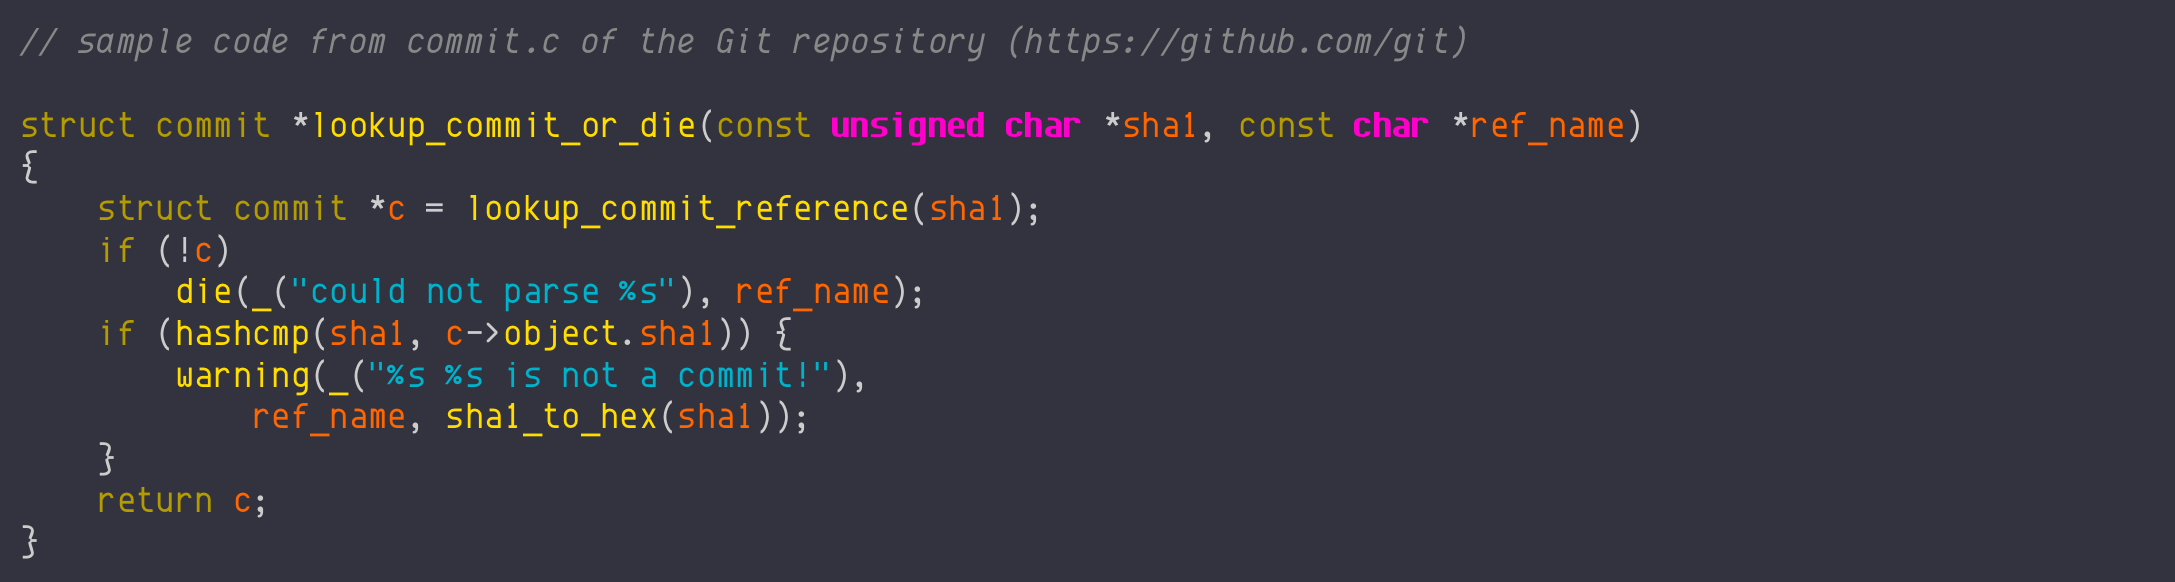 // sample code from commit.c of the Git repository (https://github.com/git)

struct commit *lookup_commit_or_die(const unsigned char *sha1, const char *ref_name)
{
    struct commit *c = lookup_commit_reference(sha1);
    if (!c)
        die(_("could not parse %s"), ref_name);
    if (hashcmp(sha1, c->object.sha1)) {
        warning(_("%s %s is not a commit!"),
            ref_name, sha1_to_hex(sha1));
    }
    return c;
}